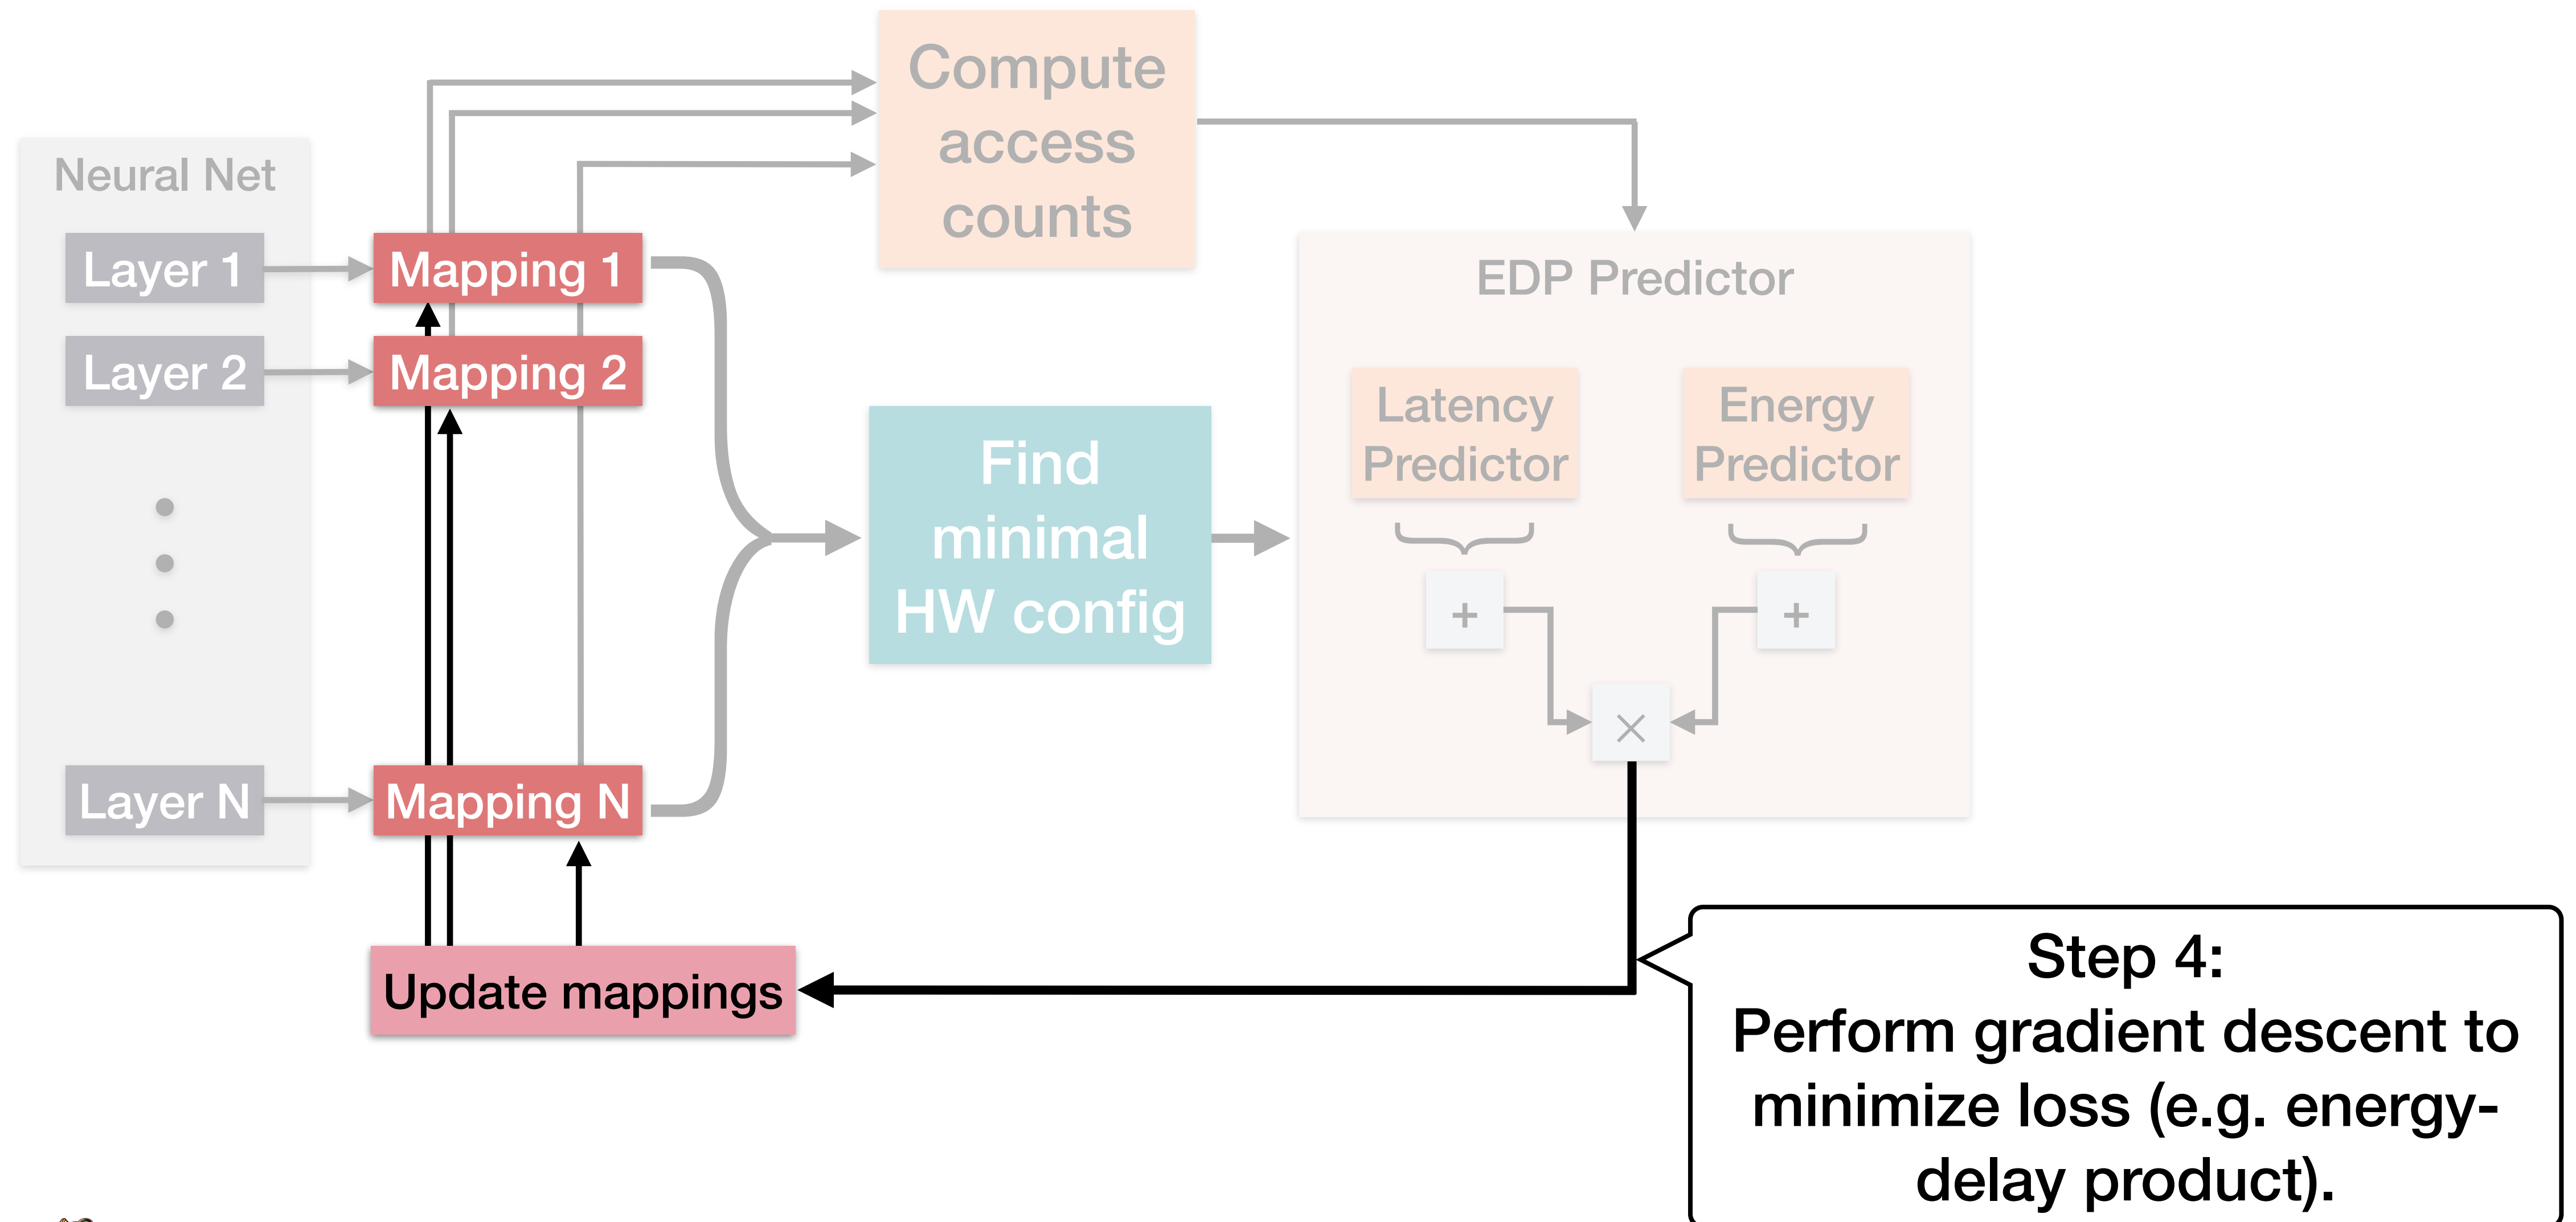 Compute
access
counts
Neural Net
Layer 1
Mapping 1
Layer 2
Mapping 2
Layer N
Mapping N
Find
minimal
HW config
EDP Predictor
Latency
Predictor
Energy
Predictor
+
+
×
Update mappings
Step 4:
Perform gradient descent to
minimize loss (e.g. energy-
delay product).